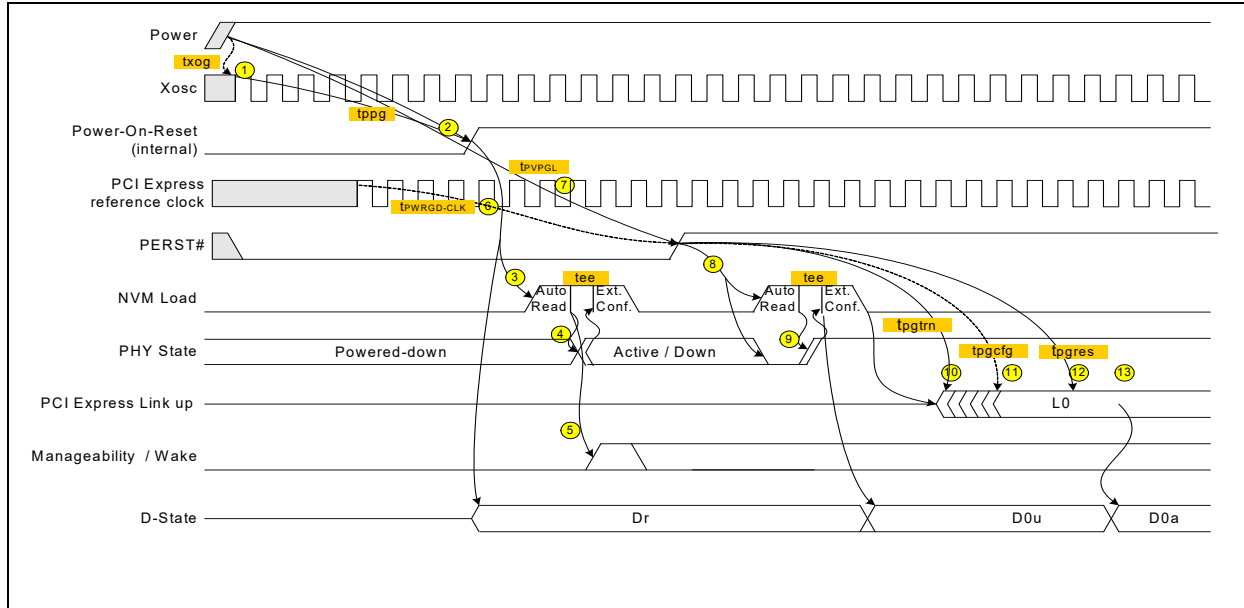 Power
txog
1
Xosc
tppg
2
Power-On-Reset
(internal)
tPVPGL
7
PCI Express
reference clock
tPWRGD-CLK
6
PERST#
8
3
tee
tee
NVM Load
Auto
Read
Ext.
Conf.
Auto
Read
Ext.
Conf.
tpgtrn
4
9
PHY State
Powered-down
Active / Down
tpgcfg
tpgres
10
11
12
13
PCI Express Link up
L0
5
Manageability / Wake
D-State
Dr
D0u
D0a